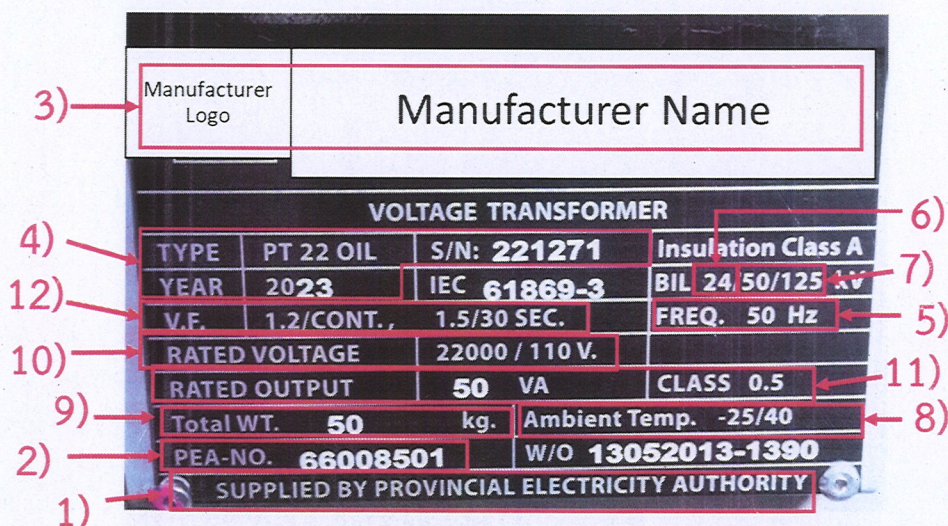 3)
Manufacturer Logo
Manufacturer Name
VOLTAGE TRANSFORMER
6)
4)
TYPE PT 22 OIL S/N: 221271 Insulation Class A
7)
YEAR 2023 IEC 61869-3 BIL 24/50/125 kV
12)
V.F. 1.2/CONT., 1.5/30 SEC. FREQ. 50 Hz
5)
10)
RATED VOLTAGE 22000 / 110 V.
RATED OUTPUT 50 VA CLASS 0.5
11)
9)
Total WT. 50 kg. Ambient Temp. -25/40
8)
2)
PEA-NO. 66008501 W/O 13052013-1390
SUPPLIED BY PROVINCIAL ELECTRICITY AUTHORITY
1)